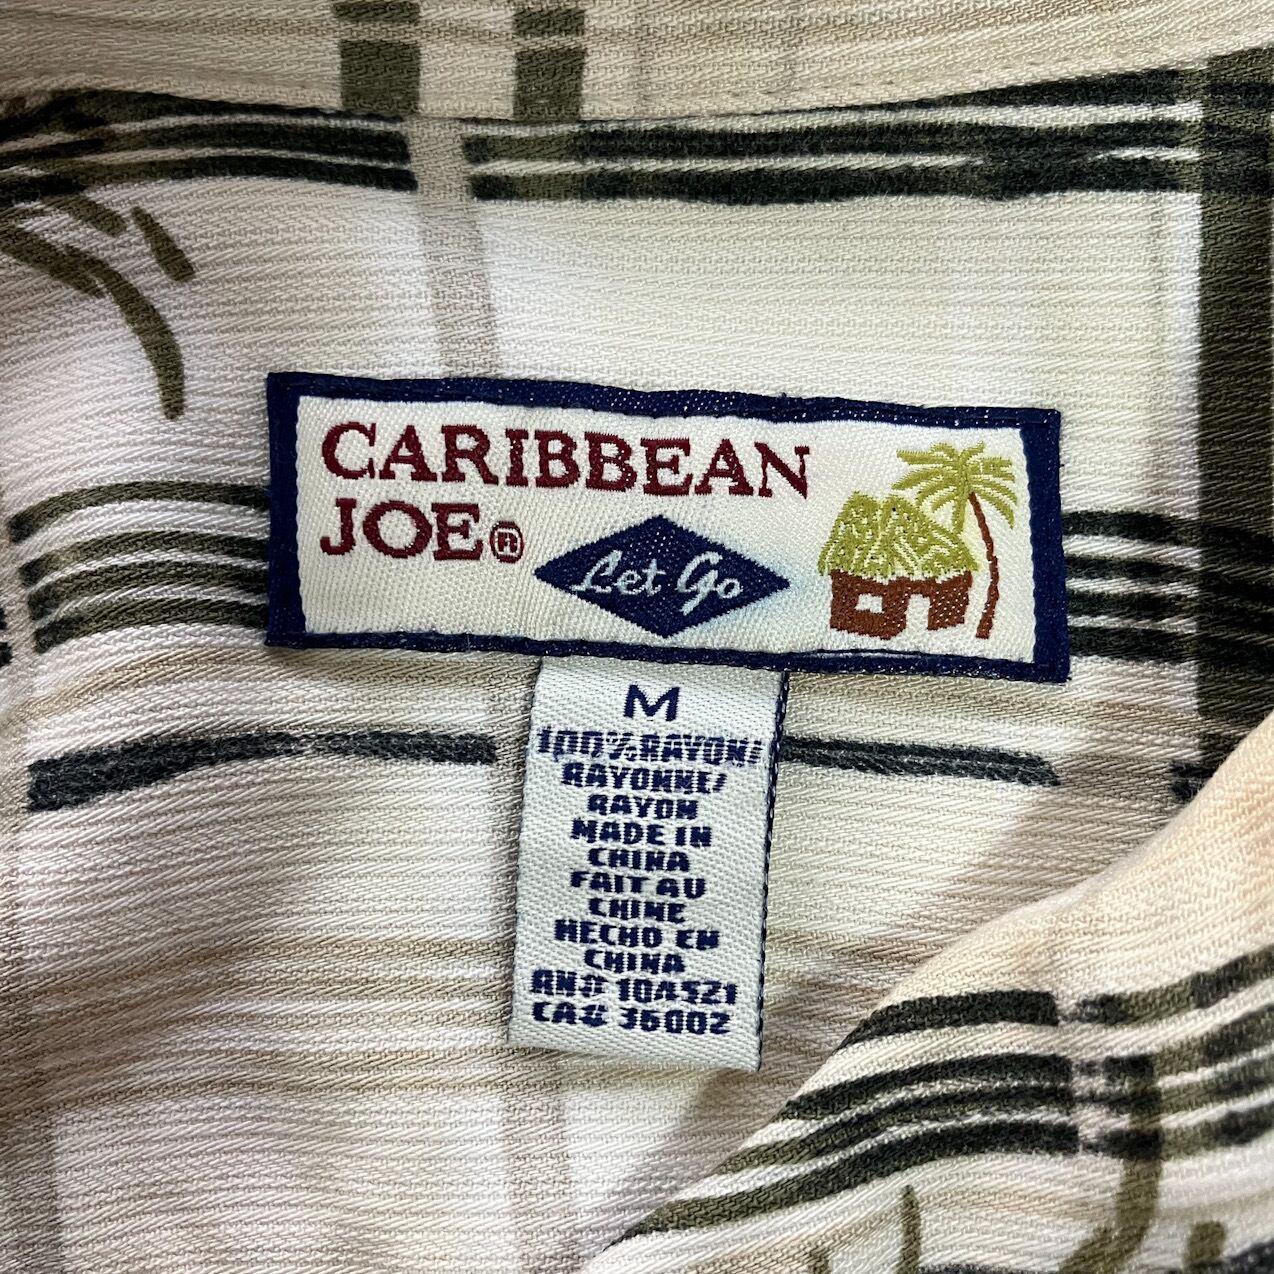 CARIBBEAN
JOE®
Let Go
M
100% RAYON/
RAYONNE/
RAYON
MADE IN
CHINA
FAIT AU
CHINE
HECHO EN
CHINA
RN# 104521
CA# 36002